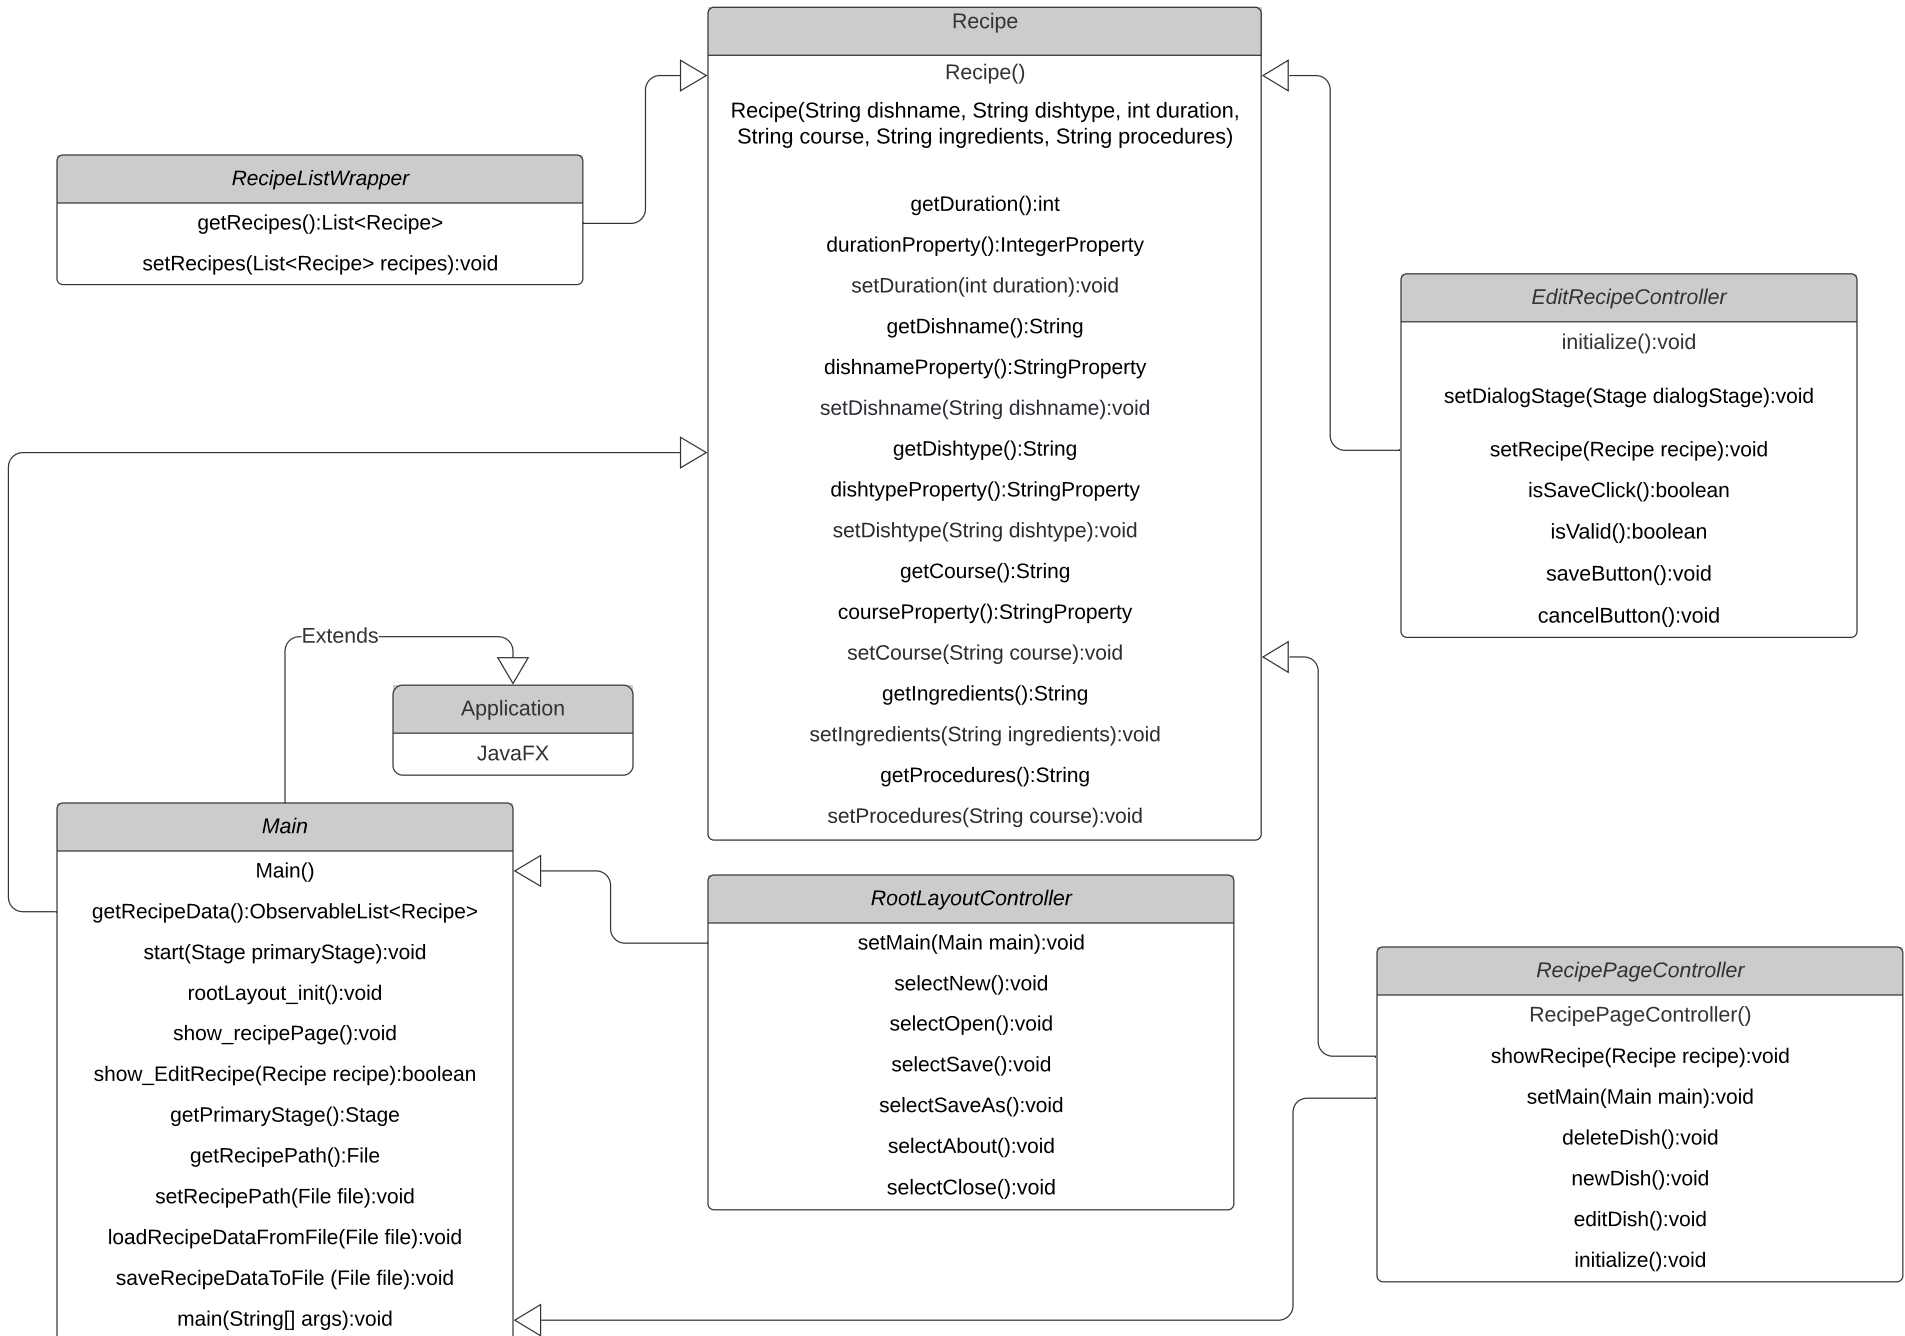 Recipe
Recipe()
Recipe(String dishname, String dishtype, int duration,
String course, String ingredients, String procedures)
getDuration():int
durationProperty():IntegerProperty
setDuration(int duration):void
getDishname():String
dishnameProperty():StringProperty
setDishname(String dishname):void
getDishtype():String
dishtypeProperty():StringProperty
setDishtype(String dishtype):void
getCourse():String
courseProperty():StringProperty
setCourse(String course):void
getIngredients():String
setIngredients(String ingredients):void
getProcedures():String
setProcedures(String course):void
RecipeListWrapper
getRecipes():List<Recipe>
setRecipes(List<Recipe> recipes):void
EditRecipeController
initialize():void
setDialogStage(Stage dialogStage):void
setRecipe(Recipe recipe):void
isSaveClick():boolean
isValid():boolean
saveButton():void
cancelButton():void
Extends
Application
JavaFX
Main
Main()
getRecipeData():ObservableList<Recipe>
start(Stage primaryStage):void
rootLayout_init():void
show_recipePage():void
show_EditRecipe(Recipe recipe):boolean
getPrimaryStage():Stage
getRecipePath():File
setRecipePath(File file):void
loadRecipeDataFromFile(File file):void
saveRecipeDataToFile (File file):void
main(String[] args):void
RootLayoutController
setMain(Main main):void
selectNew():void
selectOpen():void
selectSave():void
selectSaveAs():void
selectAbout():void
selectClose():void
RecipePageController
RecipePageController()
showRecipe(Recipe recipe):void
setMain(Main main):void
deleteDish():void
newDish():void
editDish():void
initialize():void